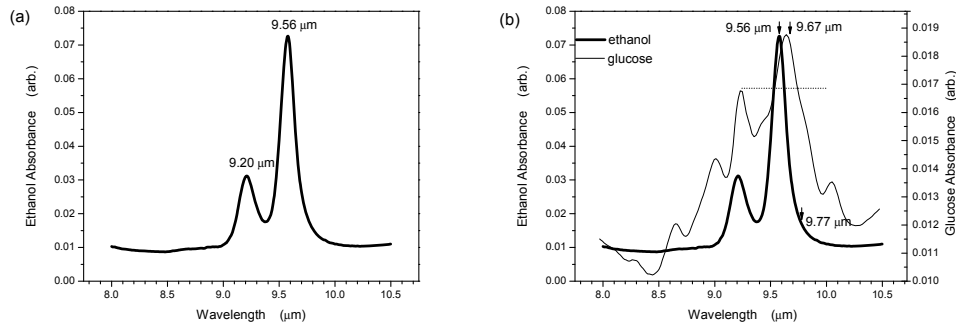 (a)
0.08
0.07
0.06
0.05
0.04
0.03
0.02
0.01
0.00
Ethanol Absorbance (arb.)
9.56 μm
9.20 μm
8.0 8.5 9.0 9.5 10.0 10.5
Wavelength (μm)
(b)
0.08
0.07
0.06
0.05
0.04
0.03
0.02
0.01
0.00
Ethanol Absorbance (arb.)
ethanol
glucose
9.56 μm
9.67 μm
9.77 μm
0.019
0.018
0.017
0.016
0.015
0.014
0.013
0.012
0.011
0.010
Glucose Absorbance (arb.)
8.0 8.5 9.0 9.5 10.0 10.5
Wavelength (μm)